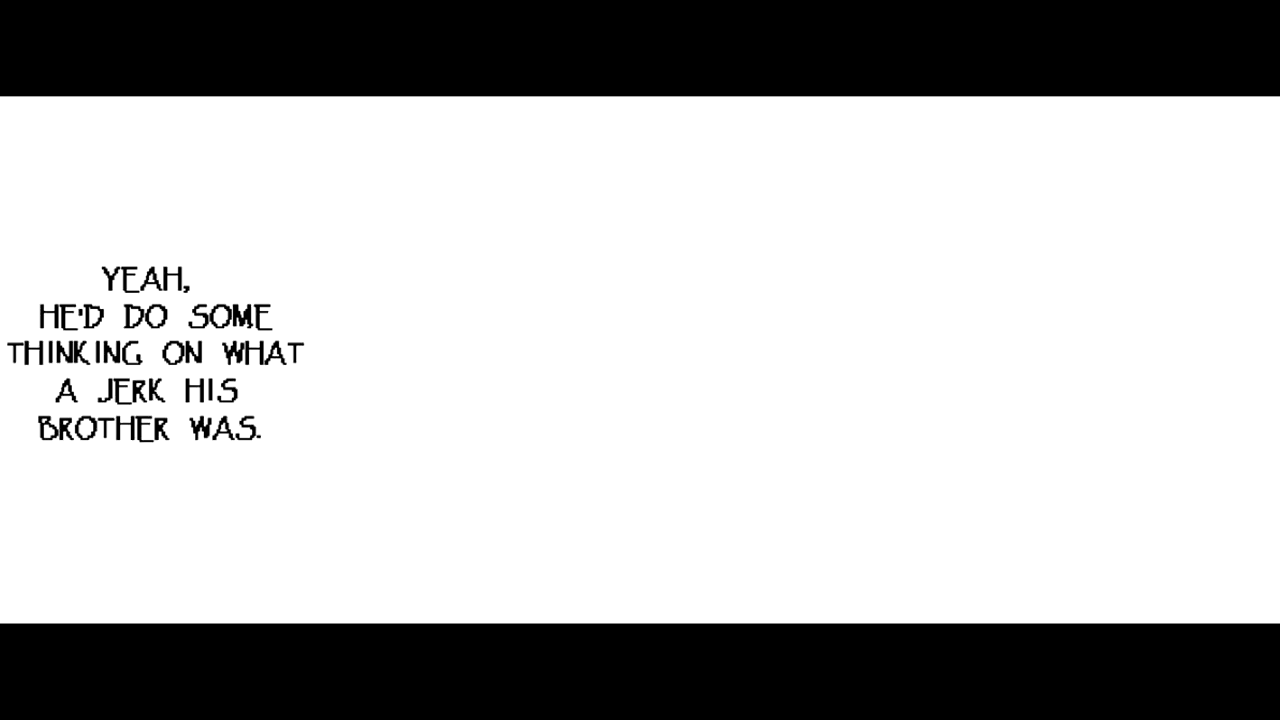 YEAH,
HE'D DO SOME
THINKING ON WHAT
A JERK HIS
BROTHER WAS.